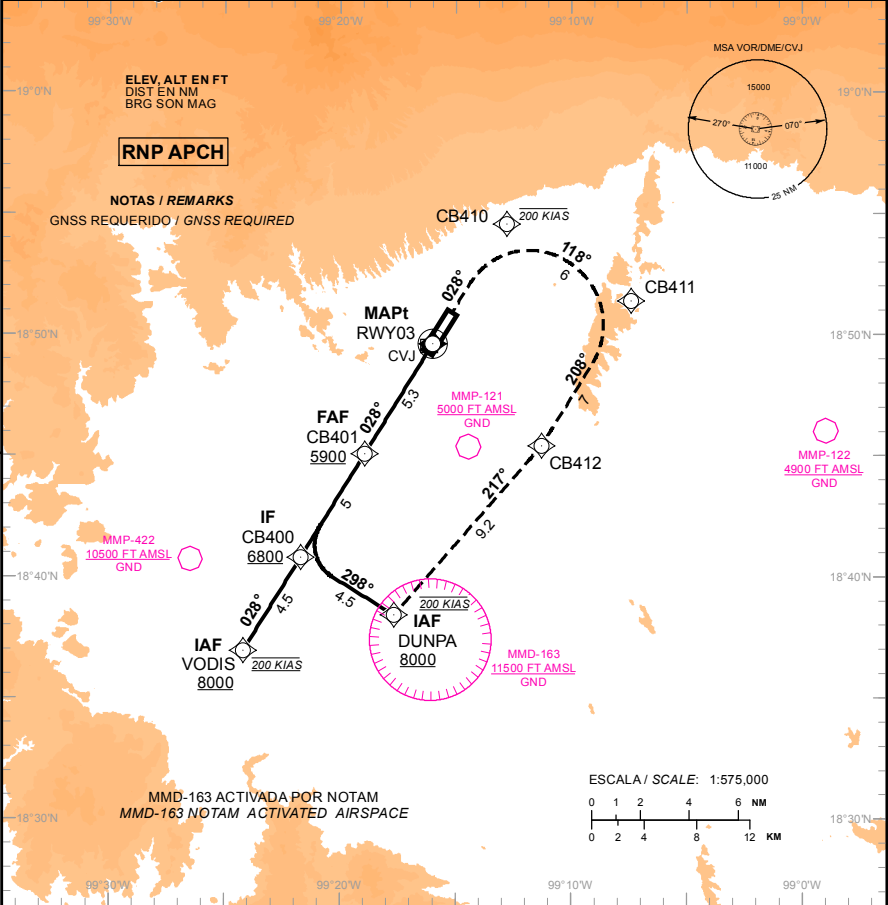 99°30'W
99°20'W
99°10'W
99°0'W
MSA VOR/DME/CVJ
15000
270°
070°
11000
25 NM
19°0'N
19°0'N
ELEV, ALT EN FT
DIST EN NM
BRG SON MAG
RNP APCH
NOTAS / REMARKS
GNSS REQUERIDO / GNSS REQUIRED
CB410
200 KIAS
118°
6
028°
CB411
MAPt
RWY03
CVJ
18°50'N
18°50'N
208°
7
5.3
028°
MMP-121
5000 FT AMSL
GND
FAF
CB401
5900
CB412
MMP-122
4900 FT AMSL
GND
217°
9.2
5
IF
CB400
6800
MMP-422
10500 FT AMSL
GND
18°40'N
18°40'N
298°
4.5
028°
4.5
200 KIAS
IAF
DUNPA
8000
IAF
VODIS
8000
200 KIAS
MMD-163
11500 FT AMSL
GND
MMD-163 ACTIVADA POR NOTAM
MMD-163 NOTAM ACTIVATED AIRSPACE
ESCALA / SCALE: 1:575,000
0 1 2 4 6 NM
0 2 4 8 12 KM
18°30'N
18°30'N
99°30'W
99°20'W
99°10'W
99°0'W